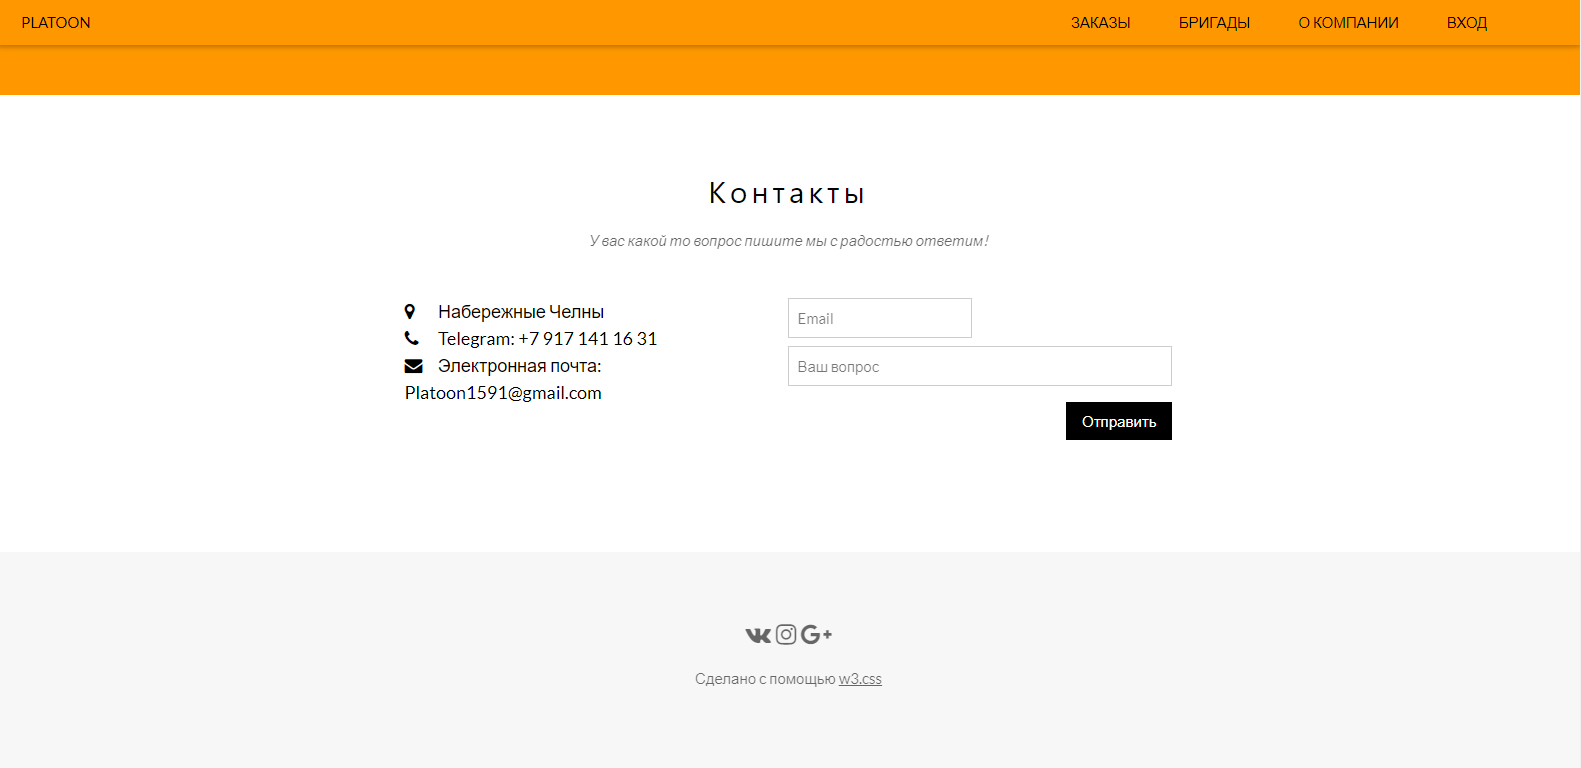 PLATOON ЗАКАЗЫ БРИГАДЫ О КОМПАНИИ ВХОД
Контакты
У вас какой то вопрос пишите мы с радостью ответим!
Набережные Челны
Telegram: +7 917 141 16 31
Электронная почта:
Platoon1591@gmail.com
Email
Ваш вопрос
Отправить
Сделано с помощью w3.css